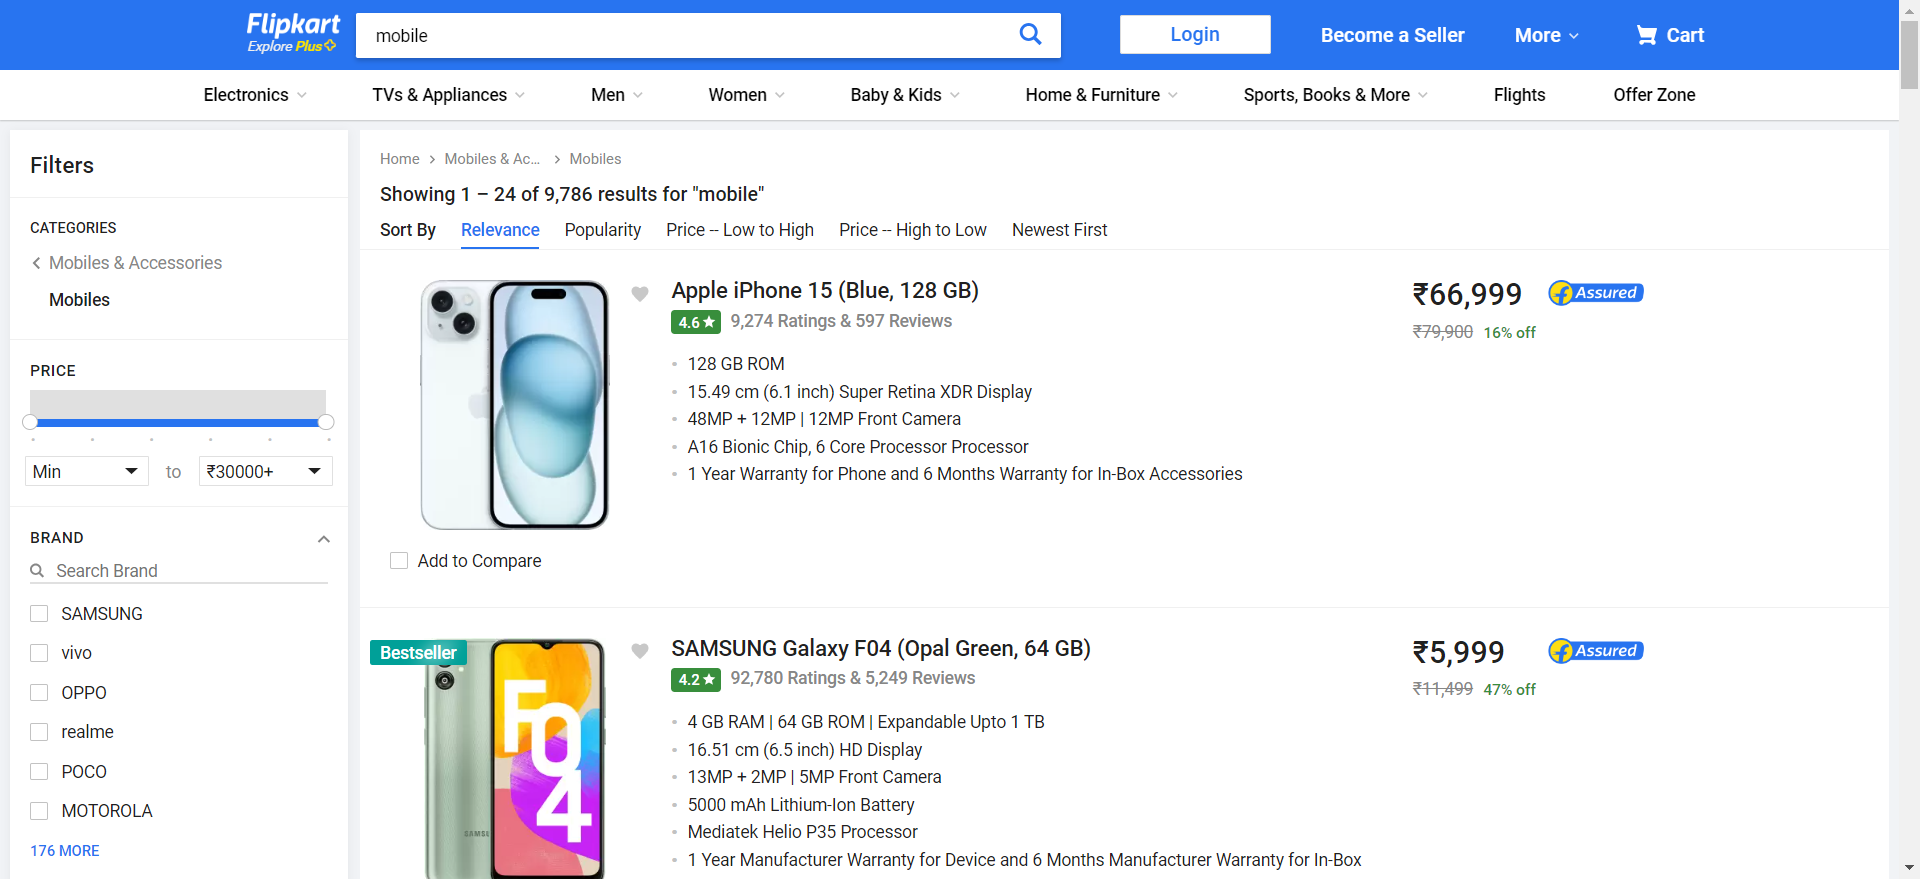 Flipkart
Explore Plus
mobile
Login
Become a Seller
More
Cart
Electronics
TVs & Appliances
Men
Women
Baby & Kids
Home & Furniture
Sports, Books & More
Flights
Offer Zone
Filters
CATEGORIES
Mobiles & Accessories
Mobiles
PRICE
Min
to
₹30000+
BRAND
Search Brand
SAMSUNG
vivo
OPPO
realme
POCO
MOTOROLA
176 MORE
Home
Mobiles & Ac...
Mobiles
Showing 1 – 24 of 9,786 results for "mobile"
Sort By
Relevance
Popularity
Price -- Low to High
Price -- High to Low
Newest First
Apple iPhone 15 (Blue, 128 GB)
4.6★ 9,274 Ratings & 597 Reviews
128 GB ROM
15.49 cm (6.1 inch) Super Retina XDR Display
48MP + 12MP | 12MP Front Camera
A16 Bionic Chip, 6 Core Processor Processor
1 Year Warranty for Phone and 6 Months Warranty for In-Box Accessories
₹66,999
Assured
₹79,900 16% off
Add to Compare
Bestseller
F04
SAMSU
SAMSUNG Galaxy F04 (Opal Green, 64 GB)
4.2★ 92,780 Ratings & 5,249 Reviews
4 GB RAM | 64 GB ROM | Expandable Upto 1 TB
16.51 cm (6.5 inch) HD Display
13MP + 2MP | 5MP Front Camera
5000 mAh Lithium-Ion Battery
Mediatek Helio P35 Processor
1 Year Manufacturer Warranty for Device and 6 Months Manufacturer Warranty for In-Box
₹5,999
Assured
₹11,499 47% off